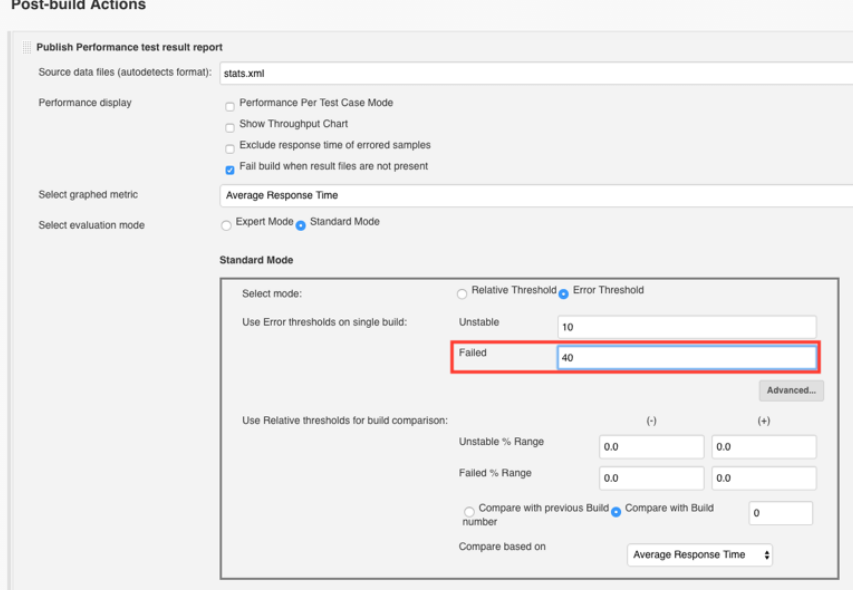 Post-build Actions
Publish Performance test result report
Source data files (autodetects format): stats.xml
Performance display
Performance Per Test Case Mode
Show Throughput Chart
Exclude response time of errored samples
Fail build when result files are not present
Select graphed metric Average Response Time
Select evaluation mode Expert Mode Standard Mode
Standard Mode
Select mode: Relative Threshold Error Threshold
Use Error thresholds on single build: Unstable 10
Failed 40
Advanced...
Use Relative thresholds for build comparison: (-) (+)
Unstable % Range 0.0 0.0
Failed % Range 0.0 0.0
Compare with previous Build Compare with Build 0
number
Compare based on Average Response Time